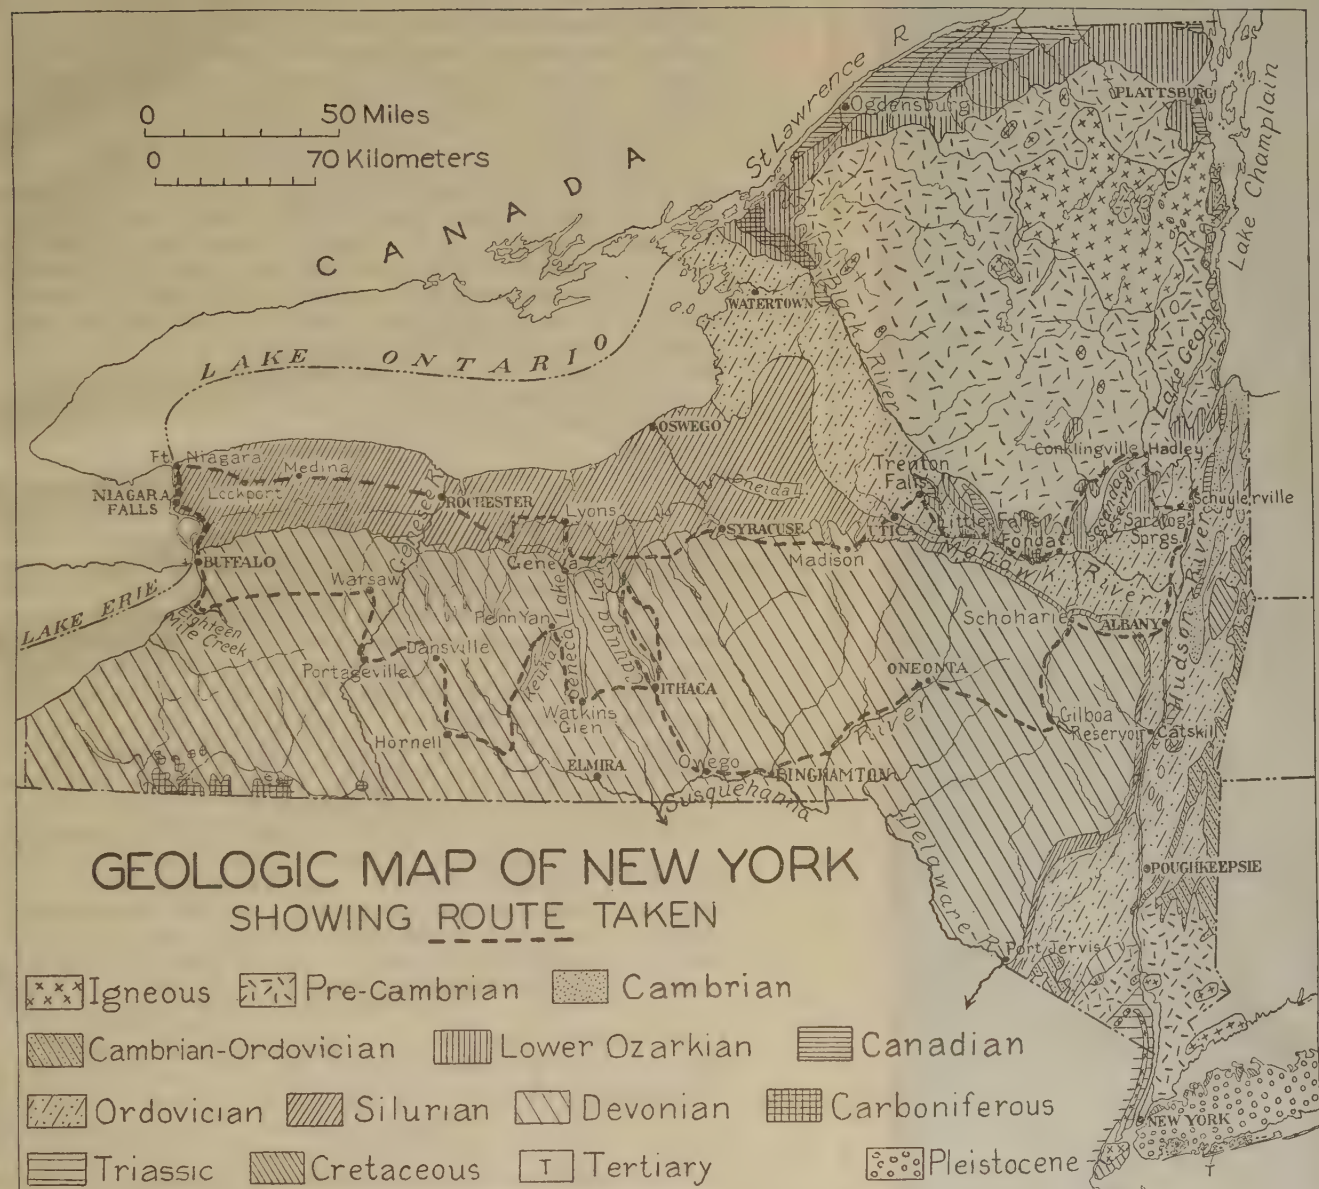 0 50 Miles
0 70 Kilometers
CANADA
St Lawrence R
Ogdensburg
PLATTSBURG
Lake Champlain
LAKE ONTARIO
WATERTOWN
Black River
Lake George
OSWEGO
Ft. Niagara
Medina
Lockport
NIAGARA
FALLS
Genesee R
ROCHESTER
Lyons
Oneida L
SYRACUSE
Trenton
Falls
UTICA
Little Falls
Conklingville
Hadley
Sacandaga
Reservoir
Schuylerville
Saratoga
Sprgs.
Fonda
Mohawk River
Madison
BUFFALO
LAKE ERIE
Eighteen
Mile Creek
Warsaw
Geneva
Penn Yan
Keuka L
Seneca Lake
Cayuga Lake
Schoharie
ALBANY
Hudson River
Portageville
Dansville
ITHACA
ONEONTA
Watkins
Glen
Hornell
Gilboa
Reservoir
Catskill
ELMIRA
Owego
BINGHAMTON
Susquehanna
River
Delaware R.
POUGHKEEPSIE
Port Jervis
NEW YORK
T
GEOLOGIC MAP OF NEW YORK
SHOWING ROUTE TAKEN
Igneous Pre-Cambrian Cambrian
Cambrian-Ordovician Lower Ozarkian Canadian
Ordovician Silurian Devonian Carboniferous
Triassic Cretaceous T Tertiary Pleistocene